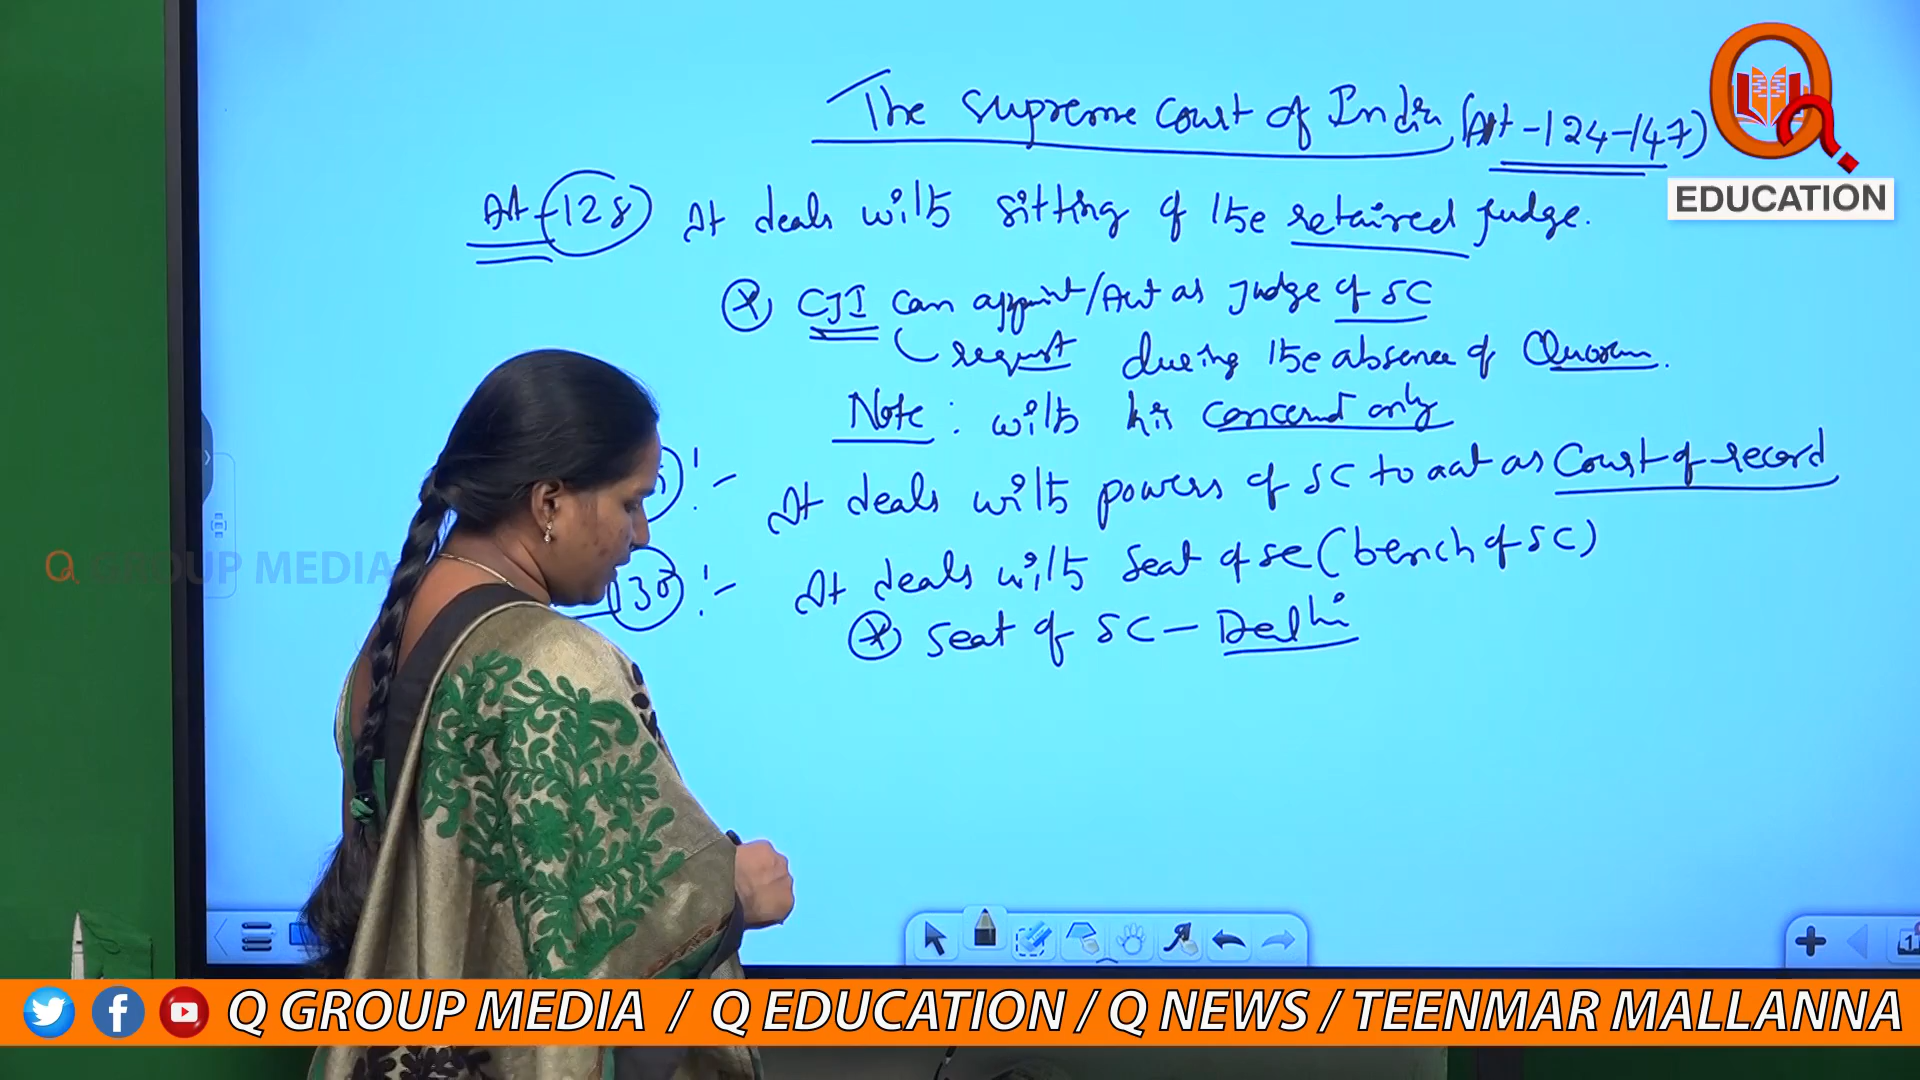 The supreme Court of India (Art-124-147)
EDUCATION
Art-128 It deals with sitting of the retaired judge.
* CJI can appoint/Act as Judge of SC
request during the absence of Quorum.
Note: with his concernd only
:- It deals with powers of SC to act as Court of record
130 :- It deals with seat of SC (bench of SC)
* seat of SC - Delhi
Q GROUP MEDIA
Q GROUP MEDIA / Q EDUCATION / Q NEWS / TEENMAR MALLANNA